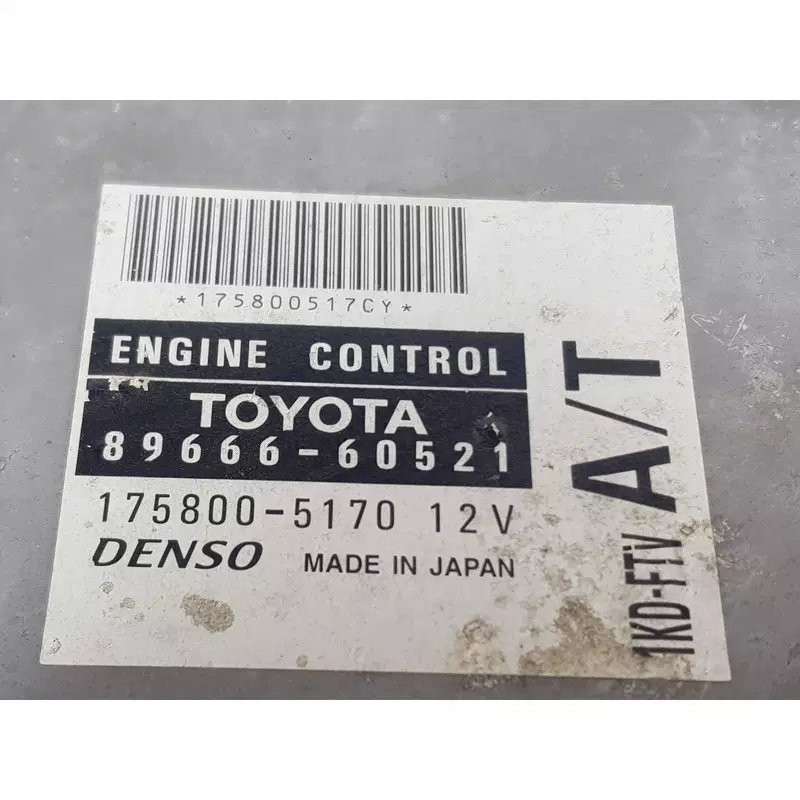 *175800517CY*
ENGINE CONTROL
TOYOTA
89666-60521
175800-5170 12V
DENSO MADE IN JAPAN
1KD-FTV A/T